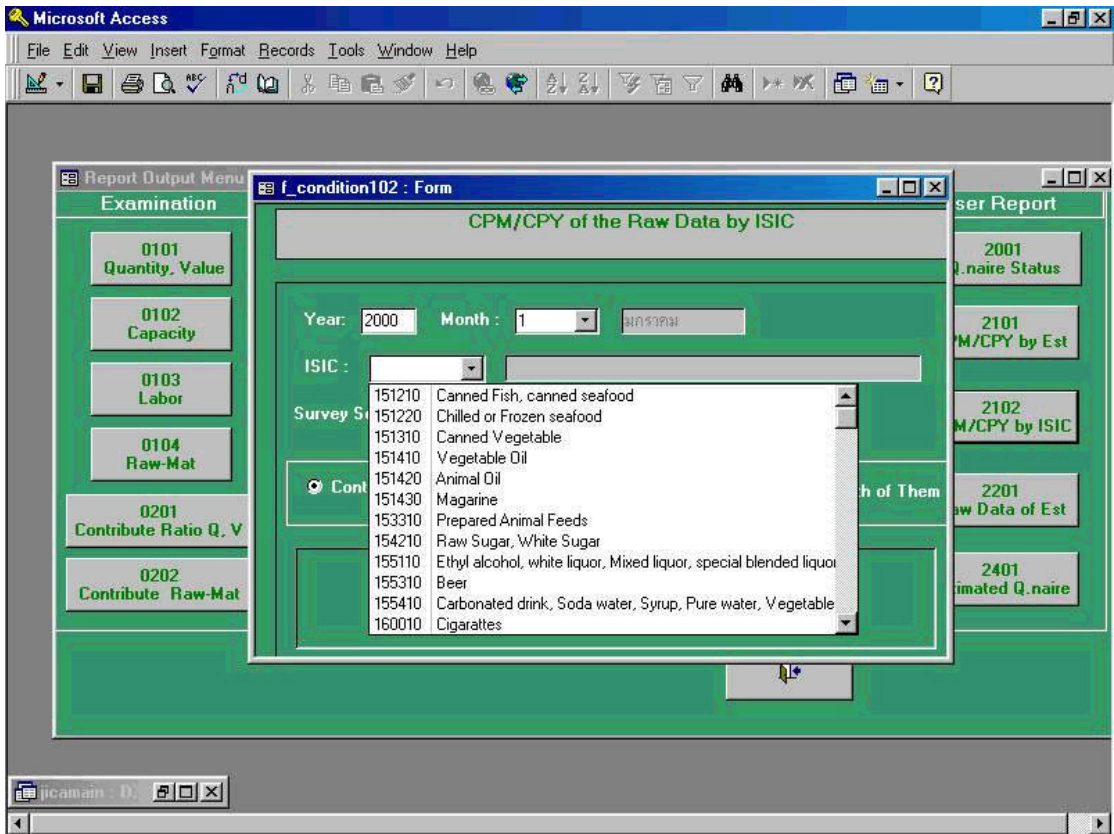 Microsoft Access
File Edit View Insert Format Records Tools Window Help
Report Output Menu
f_condition102 : Form
Examination
ser Report
CPM/CPY of the Raw Data by ISIC
0101
Quantity, Value
0102
Capacity
0103
Labor
0104
Raw-Mat
0201
Contribute Ratio Q, V
0202
Contribute Raw-Mat
Year: 2000 Month : 1 มกราคม
ISIC :
151210 Canned Fish, canned seafood
151220 Chilled or Frozen seafood
151310 Canned Vegetable
151410 Vegetable Oil
151420 Animal Oil
151430 Magarine
153310 Prepared Animal Feeds
154210 Raw Sugar, White Sugar
155110 Ethyl alcohol, white liquor, Mixed liquor, special blended liquor
155310 Beer
155410 Carbonated drink, Soda water, Syrup, Pure water, Vegetable
160010 Cigarattes
Survey S
Cont
h of Them
2001
Q.naire Status
2101
M/CPY by Est
2102
M/CPY by ISIC
2201
aw Data of Est
2401
imated Q.naire
jicamain : D